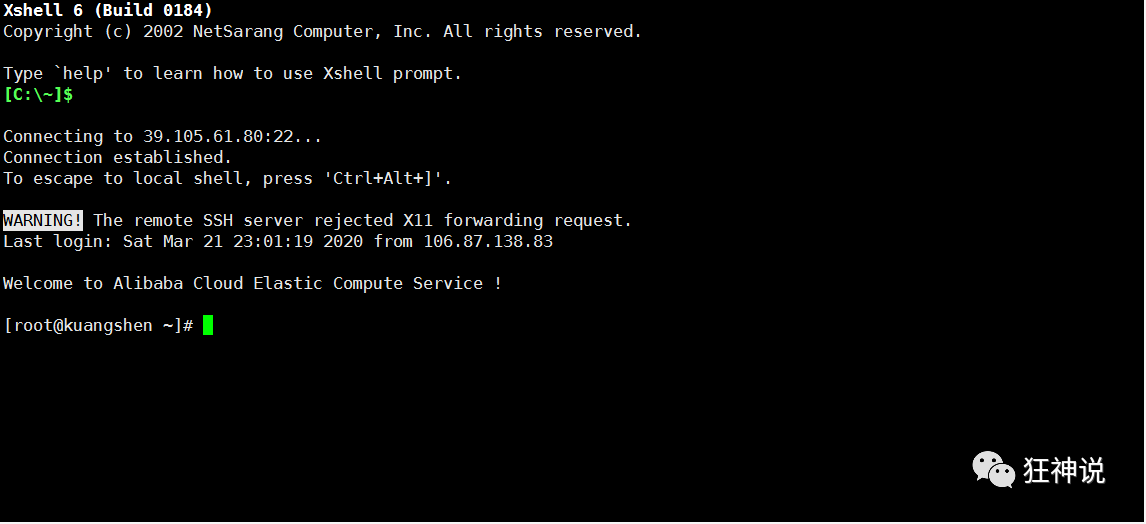 Xshell 6 (Build 0184)
Copyright (c) 2002 NetSarang Computer, Inc. All rights reserved.
Type `help' to learn how to use Xshell prompt.
[C:\~]$
Connecting to 39.105.61.80:22...
Connection established.
To escape to local shell, press 'Ctrl+Alt+]'.
WARNING! The remote SSH server rejected X11 forwarding request.
Last login: Sat Mar 21 23:01:19 2020 from 106.87.138.83
Welcome to Alibaba Cloud Elastic Compute Service !
[root@kuangshen ~]#
狂神说